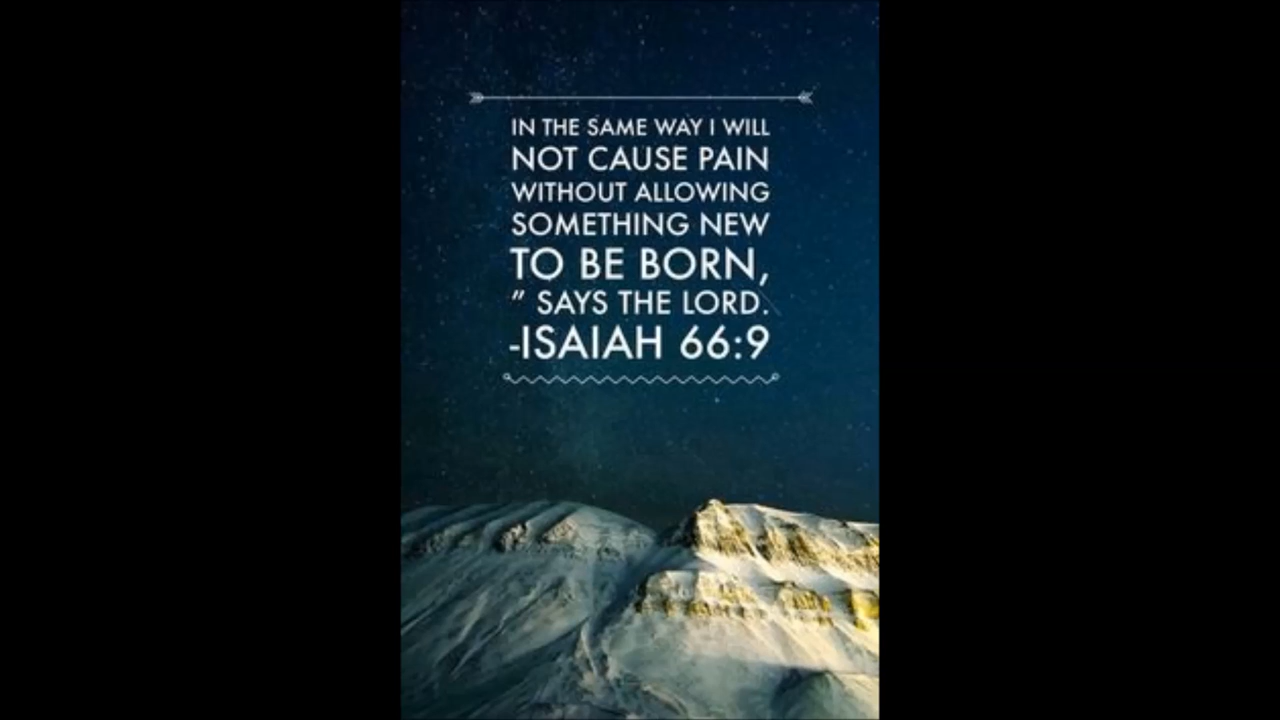 IN THE SAME WAY I WILL
NOT CAUSE PAIN
WITHOUT ALLOWING
SOMETHING NEW
TO BE BORN,
” SAYS THE LORD.
-ISAIAH 66:9